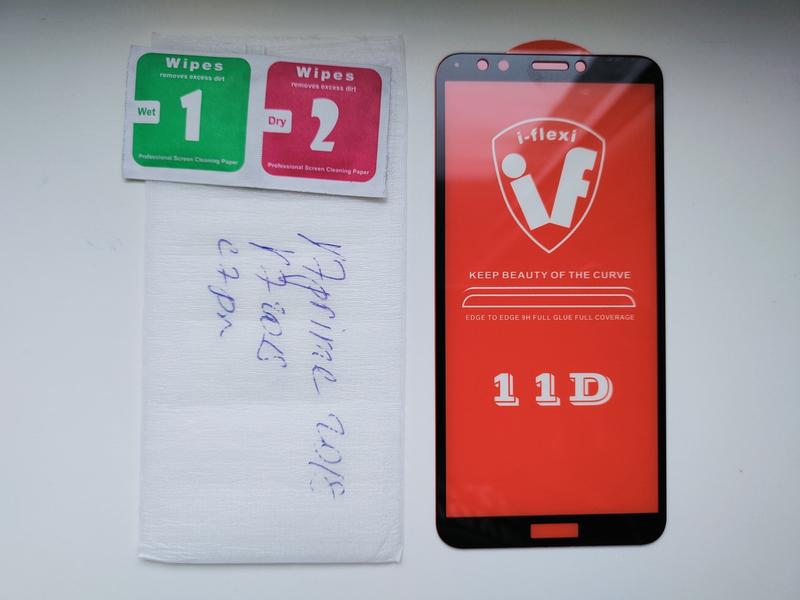 Wipes
removes excess dirt
Wet
1
Professional Screen Cleaning Paper
Wipes
removes excess dirt
Dry
2
Professional Screen Cleaning Paper
Y7prime 2018
Y7 2018
i-flexi
iF
KEEP BEAUTY OF THE CURVE
EDGE TO EDGE 9H FULL GLUE FULL COVERAGE
11D